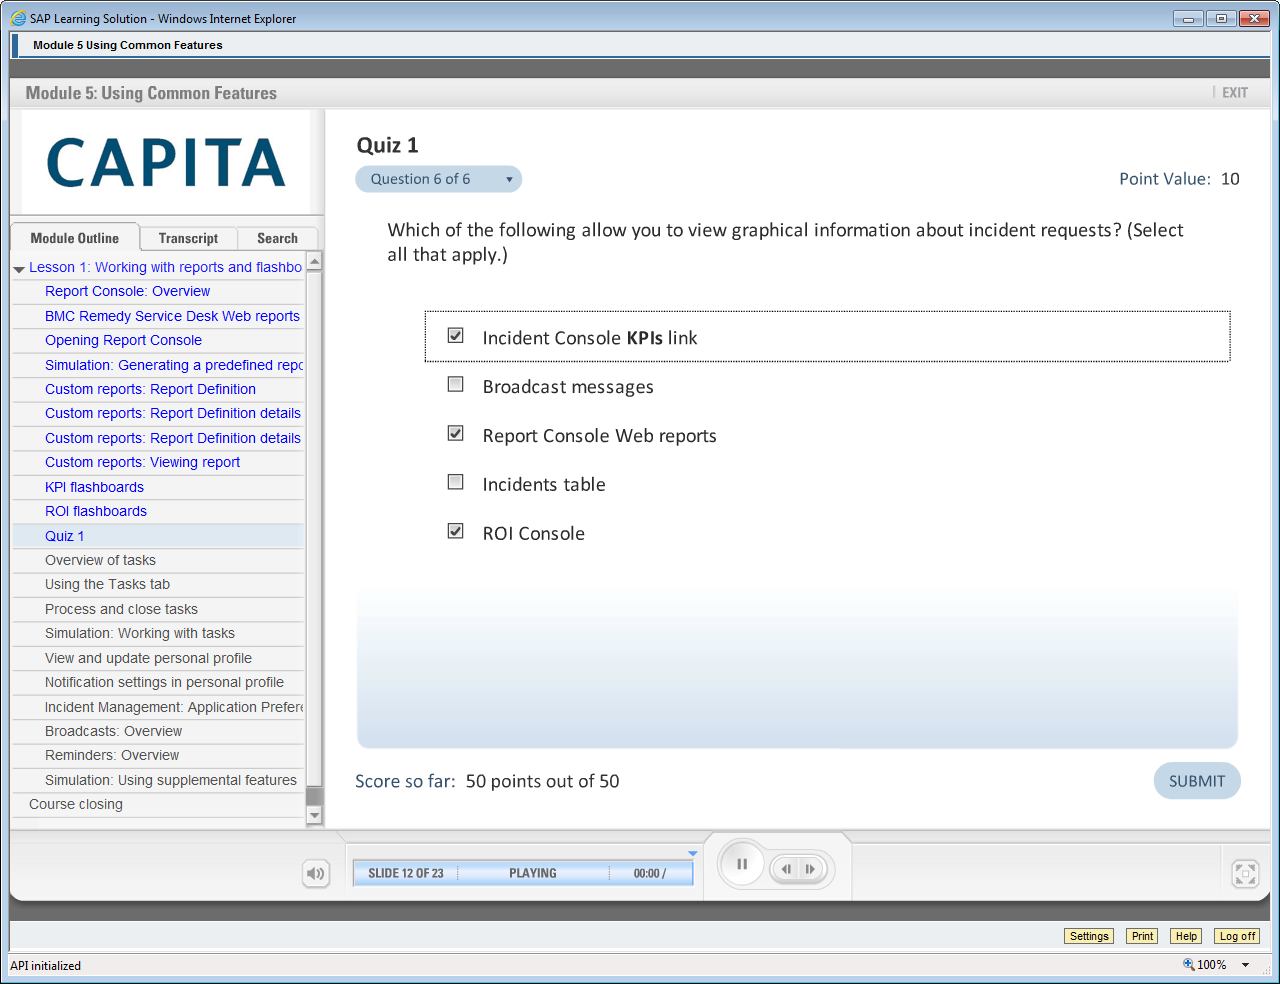 SAP Learning Solution - Windows Internet Explorer
Module 5 Using Common Features
Module 5: Using Common Features
EXIT
CAPITA
Module Outline
Transcript
Search
Lesson 1: Working with reports and flashbo
Report Console: Overview
BMC Remedy Service Desk Web reports
Opening Report Console
Simulation: Generating a predefined repo
Custom reports: Report Definition
Custom reports: Report Definition details
Custom reports: Report Definition details
Custom reports: Viewing report
KPI flashboards
ROI flashboards
Quiz 1
Overview of tasks
Using the Tasks tab
Process and close tasks
Simulation: Working with tasks
View and update personal profile
Notification settings in personal profile
Incident Management: Application Prefere
Broadcasts: Overview
Reminders: Overview
Simulation: Using supplemental features
Course closing
Quiz 1
Question 6 of 6
Point Value: 10
Which of the following allow you to view graphical information about incident requests? (Select
all that apply.)
Incident Console KPIs link
Broadcast messages
Report Console Web reports
Incidents table
ROI Console
Score so far: 50 points out of 50
SUBMIT
SLIDE 12 OF 23
PLAYING
00:00 /
Settings
Print
Help
Log off
API initialized
100%